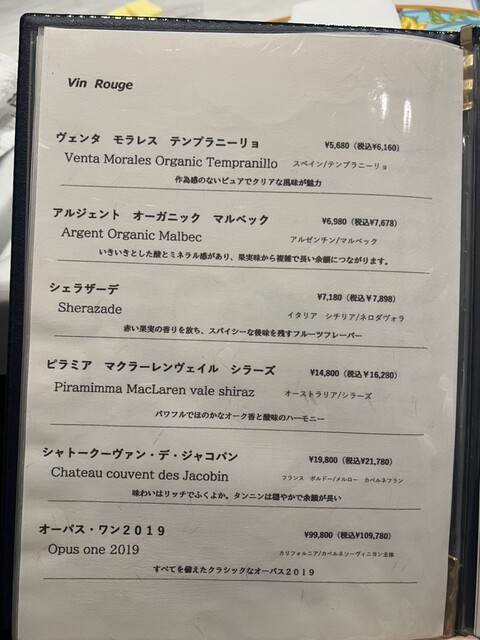 Vin Rouge
ヴェンタ モラレス テンプラニーリョ ¥5,680（税込¥6,160）
Venta Morales Organic Tempranillo スペイン/テンプラニーリョ
作為感のないピュアでクリアな風味が魅力
アルジェント オーガニック マルベック ¥6,980（税込¥7,678）
Argent Organic Malbec アルゼンチン/マルベック
いきいきとした酸とミネラル感があり、果実味から複雑で長い余韻につながります。
シェラザーデ ¥7,180（税込￥7,898）
Sherazade イタリア シチリア/ネロダヴォラ
赤い果実の香りを放ち、スパイシーな後味を残すフルーツフレーバー
ピラミア マクラーレンヴェイル シラーズ ¥14,800（税込￥16,280）
Piramimma MacLaren vale shiraz オーストラリア/シラーズ
パワフルでほのかなオーク香と酸味のハーモニー
シャトークーヴァン・デ・ジャコパン ¥19,800（税込¥21,780）
Chateau couvent des Jacobin フランス ボルドー/メルロー カベルネフラン
味わいはリッチでふくよか。タンニンは穏やかで余韻が長い
オーパス・ワン２０１９ ¥99,800（税込¥109,780）
Opus one 2019 カリフォルニア/カベルネソーヴィニヨン主体
すべてを備えたクラシックなオーパス２０１９